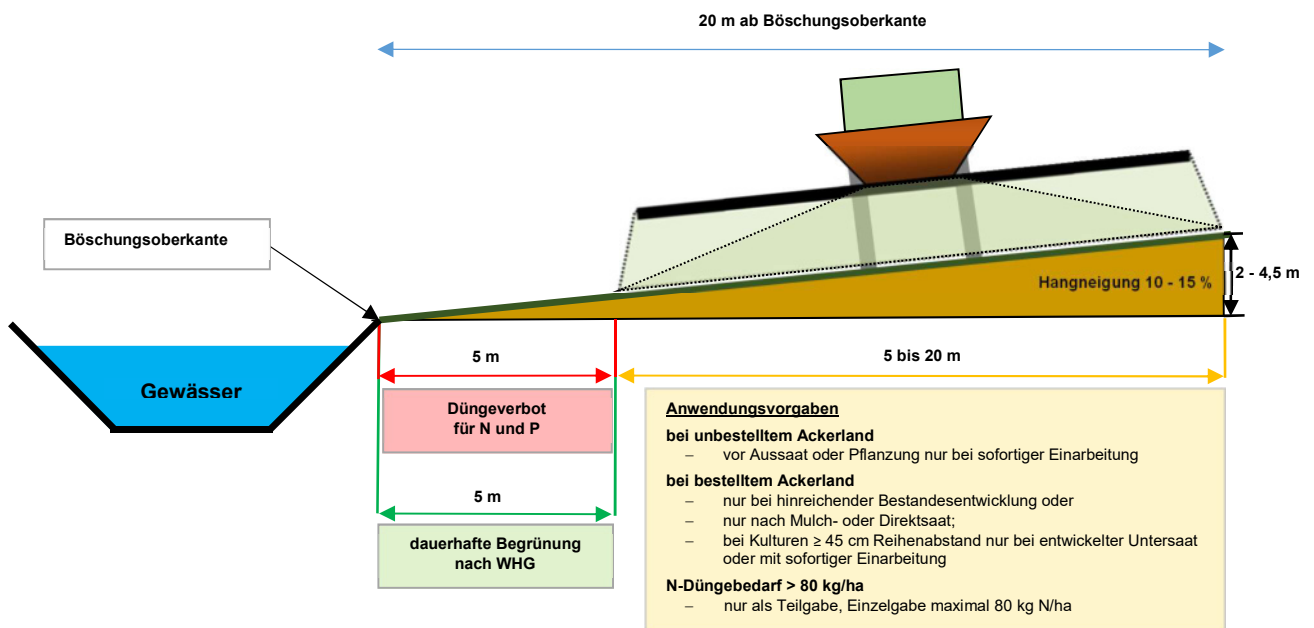 20 m ab Böschungsoberkante
Böschungsoberkante
2 - 4,5 m
Hangneigung 10 - 15 %
Gewässer
5 m
5 bis 20 m
Düngeverbot
für N und P
5 m
dauerhafte Begrünung
nach WHG
Anwendungsvorgaben
bei unbestelltem Ackerland
– vor Aussaat oder Pflanzung nur bei sofortiger Einarbeitung
bei bestelltem Ackerland
– nur bei hinreichender Bestandesentwicklung oder
– nur nach Mulch- oder Direktsaat;
– bei Kulturen ≥ 45 cm Reihenabstand nur bei entwickelter Untersaat
oder mit sofortiger Einarbeitung
N-Düngebedarf > 80 kg/ha
– nur als Teilgabe, Einzelgabe maximal 80 kg N/ha